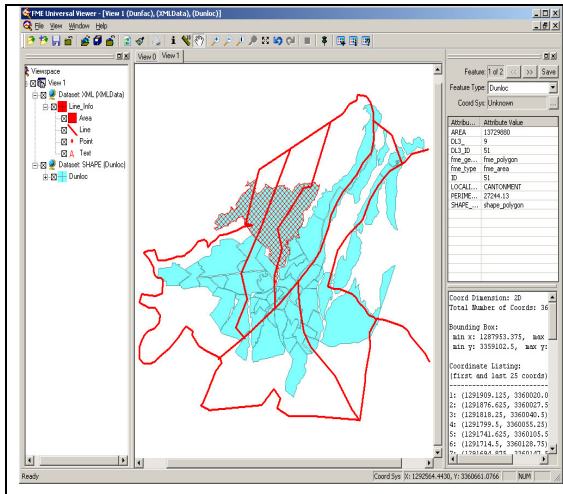 FME Universal Viewer - [View 1 (Dunfac), (XMLData), (Dunloc)]
File View Window Help
View 0 View 1
Viewspace
View 1
Dataset: XML (XMLData)
Line_Info
Area
Line
Point
A Text
Dataset: SHAPE (Dunloc)
Dunloc
Feature: 1 of 2 << >> Save
Feature Type: Dunloc
Coord Sys: Unknown ...
Attribu... Attribute Value
AREA 13729880
DL3_ 9
DL3_ID 51
fme_ge... fme_polygon
fme_type fme_area
ID 51
LOCALI... CANTONMENT
PERIME... 27244.13
SHAPE_... shape_polygon
Coord Dimension: 2D
Total Number of Coords: 36
Bounding Box:
min x: 1287953.375, max
min y: 3359102.5, max y:
Coordinate Listing:
(first and last 25 coords)
1: (1291909.125, 3360020.0
2: (1291876.625, 3360027.5
3: (1291818.25, 3360040.5)
4: (1291799.5, 3360055.25)
5: (1291741.625, 3360105.5
6: (1291714.5, 3360128.75)
7: (1291694.875, 3360147.5
Ready
Coord Sys X: 1292564.4430, Y: 3360661.0766 NUM